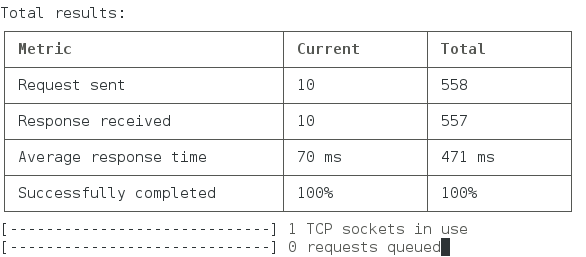 Total results:
Metric Current Total
Request sent 10 558
Response received 10 557
Average response time 70 ms 471 ms
Successfully completed 100% 100%
[-----------------------------] 1 TCP sockets in use
[-----------------------------] 0 requests queued